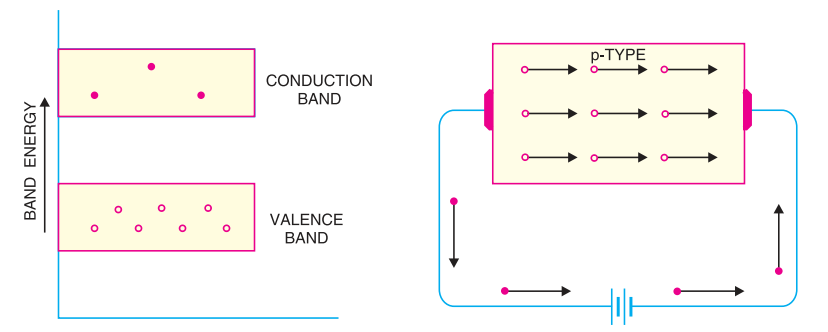 CONDUCTION
BAND
BAND ENERGY
VALENCE
BAND
p-TYPE